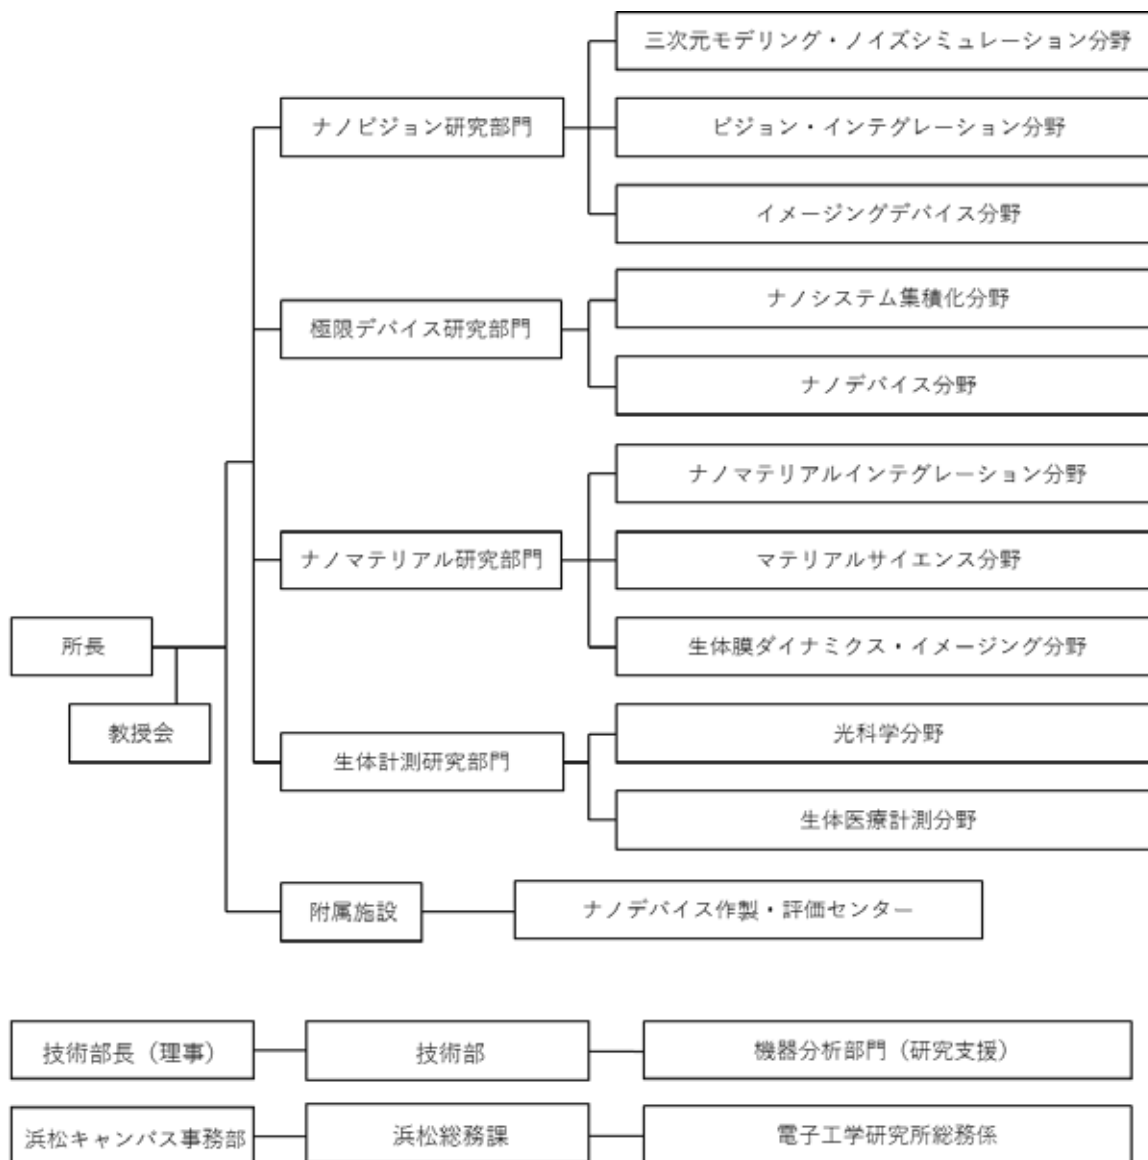 三次元モデリング・ノイズシミュレーション分野
ナノビジョン研究部門
ビジョン・インテグレーション分野
イメージングデバイス分野
ナノシステム集積化分野
極限デバイス研究部門
ナノデバイス分野
ナノマテリアルインテグレーション分野
ナノマテリアル研究部門
マテリアルサイエンス分野
所長
生体膜ダイナミクス・イメージング分野
教授会
光科学分野
生体計測研究部門
生体医療計測分野
附属施設
ナノデバイス作製・評価センター
技術部長（理事）
技術部
機器分析部門（研究支援）
浜松キャンパス事務部
浜松総務課
電子工学研究所総務係